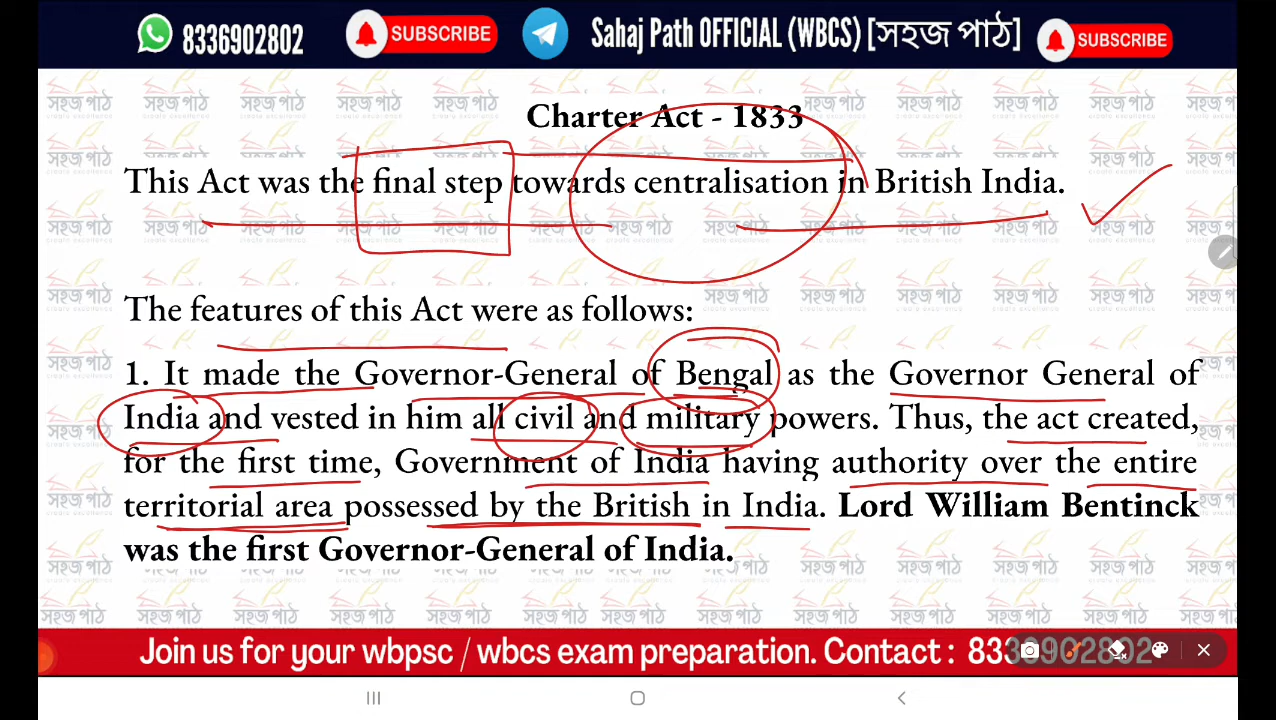 8336902802 SUBSCRIBE Sahaj Path OFFICIAL (WBCS) [সহজ পাঠ] SUBSCRIBE
Charter Act - 1833
This Act was the final step towards centralisation in British India.
The features of this Act were as follows:
1. It made the Governor-General of Bengal as the Governor General of
India and vested in him all civil and military powers. Thus, the act created,
for the first time, Government of India having authority over the entire
territorial area possessed by the British in India. Lord William Bentinck
was the first Governor-General of India.
Join us for your wbpsc / wbcs exam preparation. Contact : 8336902802